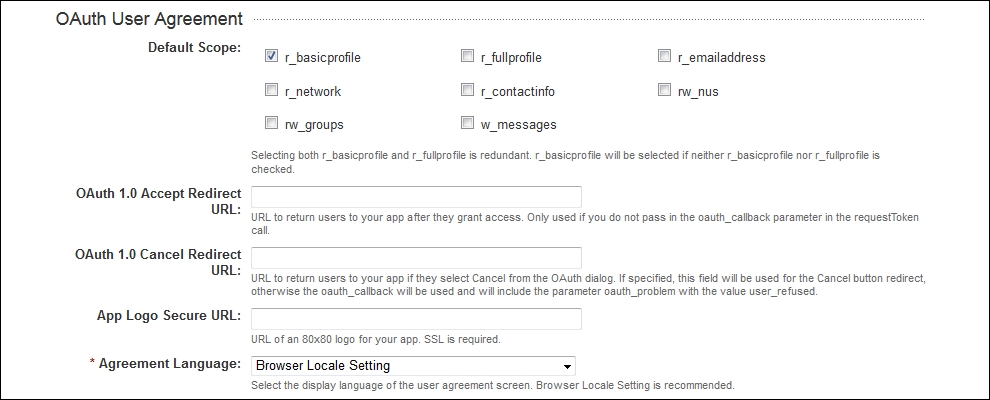 OAuth User Agreement
Default Scope:
r_basicprofile
r_fullprofile
r_emailaddress
r_network
r_contactinfo
rw_nus
rw_groups
w_messages
Selecting both r_basicprofile and r_fullprofile is redundant. r_basicprofile will be selected if neither r_basicprofile nor r_fullprofile is
checked.
OAuth 1.0 Accept Redirect
URL:
URL to return users to your app after they grant access. Only used if you do not pass in the oauth_callback parameter in the requestToken
call.
OAuth 1.0 Cancel Redirect
URL:
URL to return users to your app if they select Cancel from the OAuth dialog. If specified, this field will be used for the Cancel button redirect,
otherwise the oauth_callback will be used and will include the parameter oauth_problem with the value user_refused.
App Logo Secure URL:
URL of an 80x80 logo for your app. SSL is required.
* Agreement Language:
Browser Locale Setting
Select the display language of the user agreement screen. Browser Locale Setting is recommended.